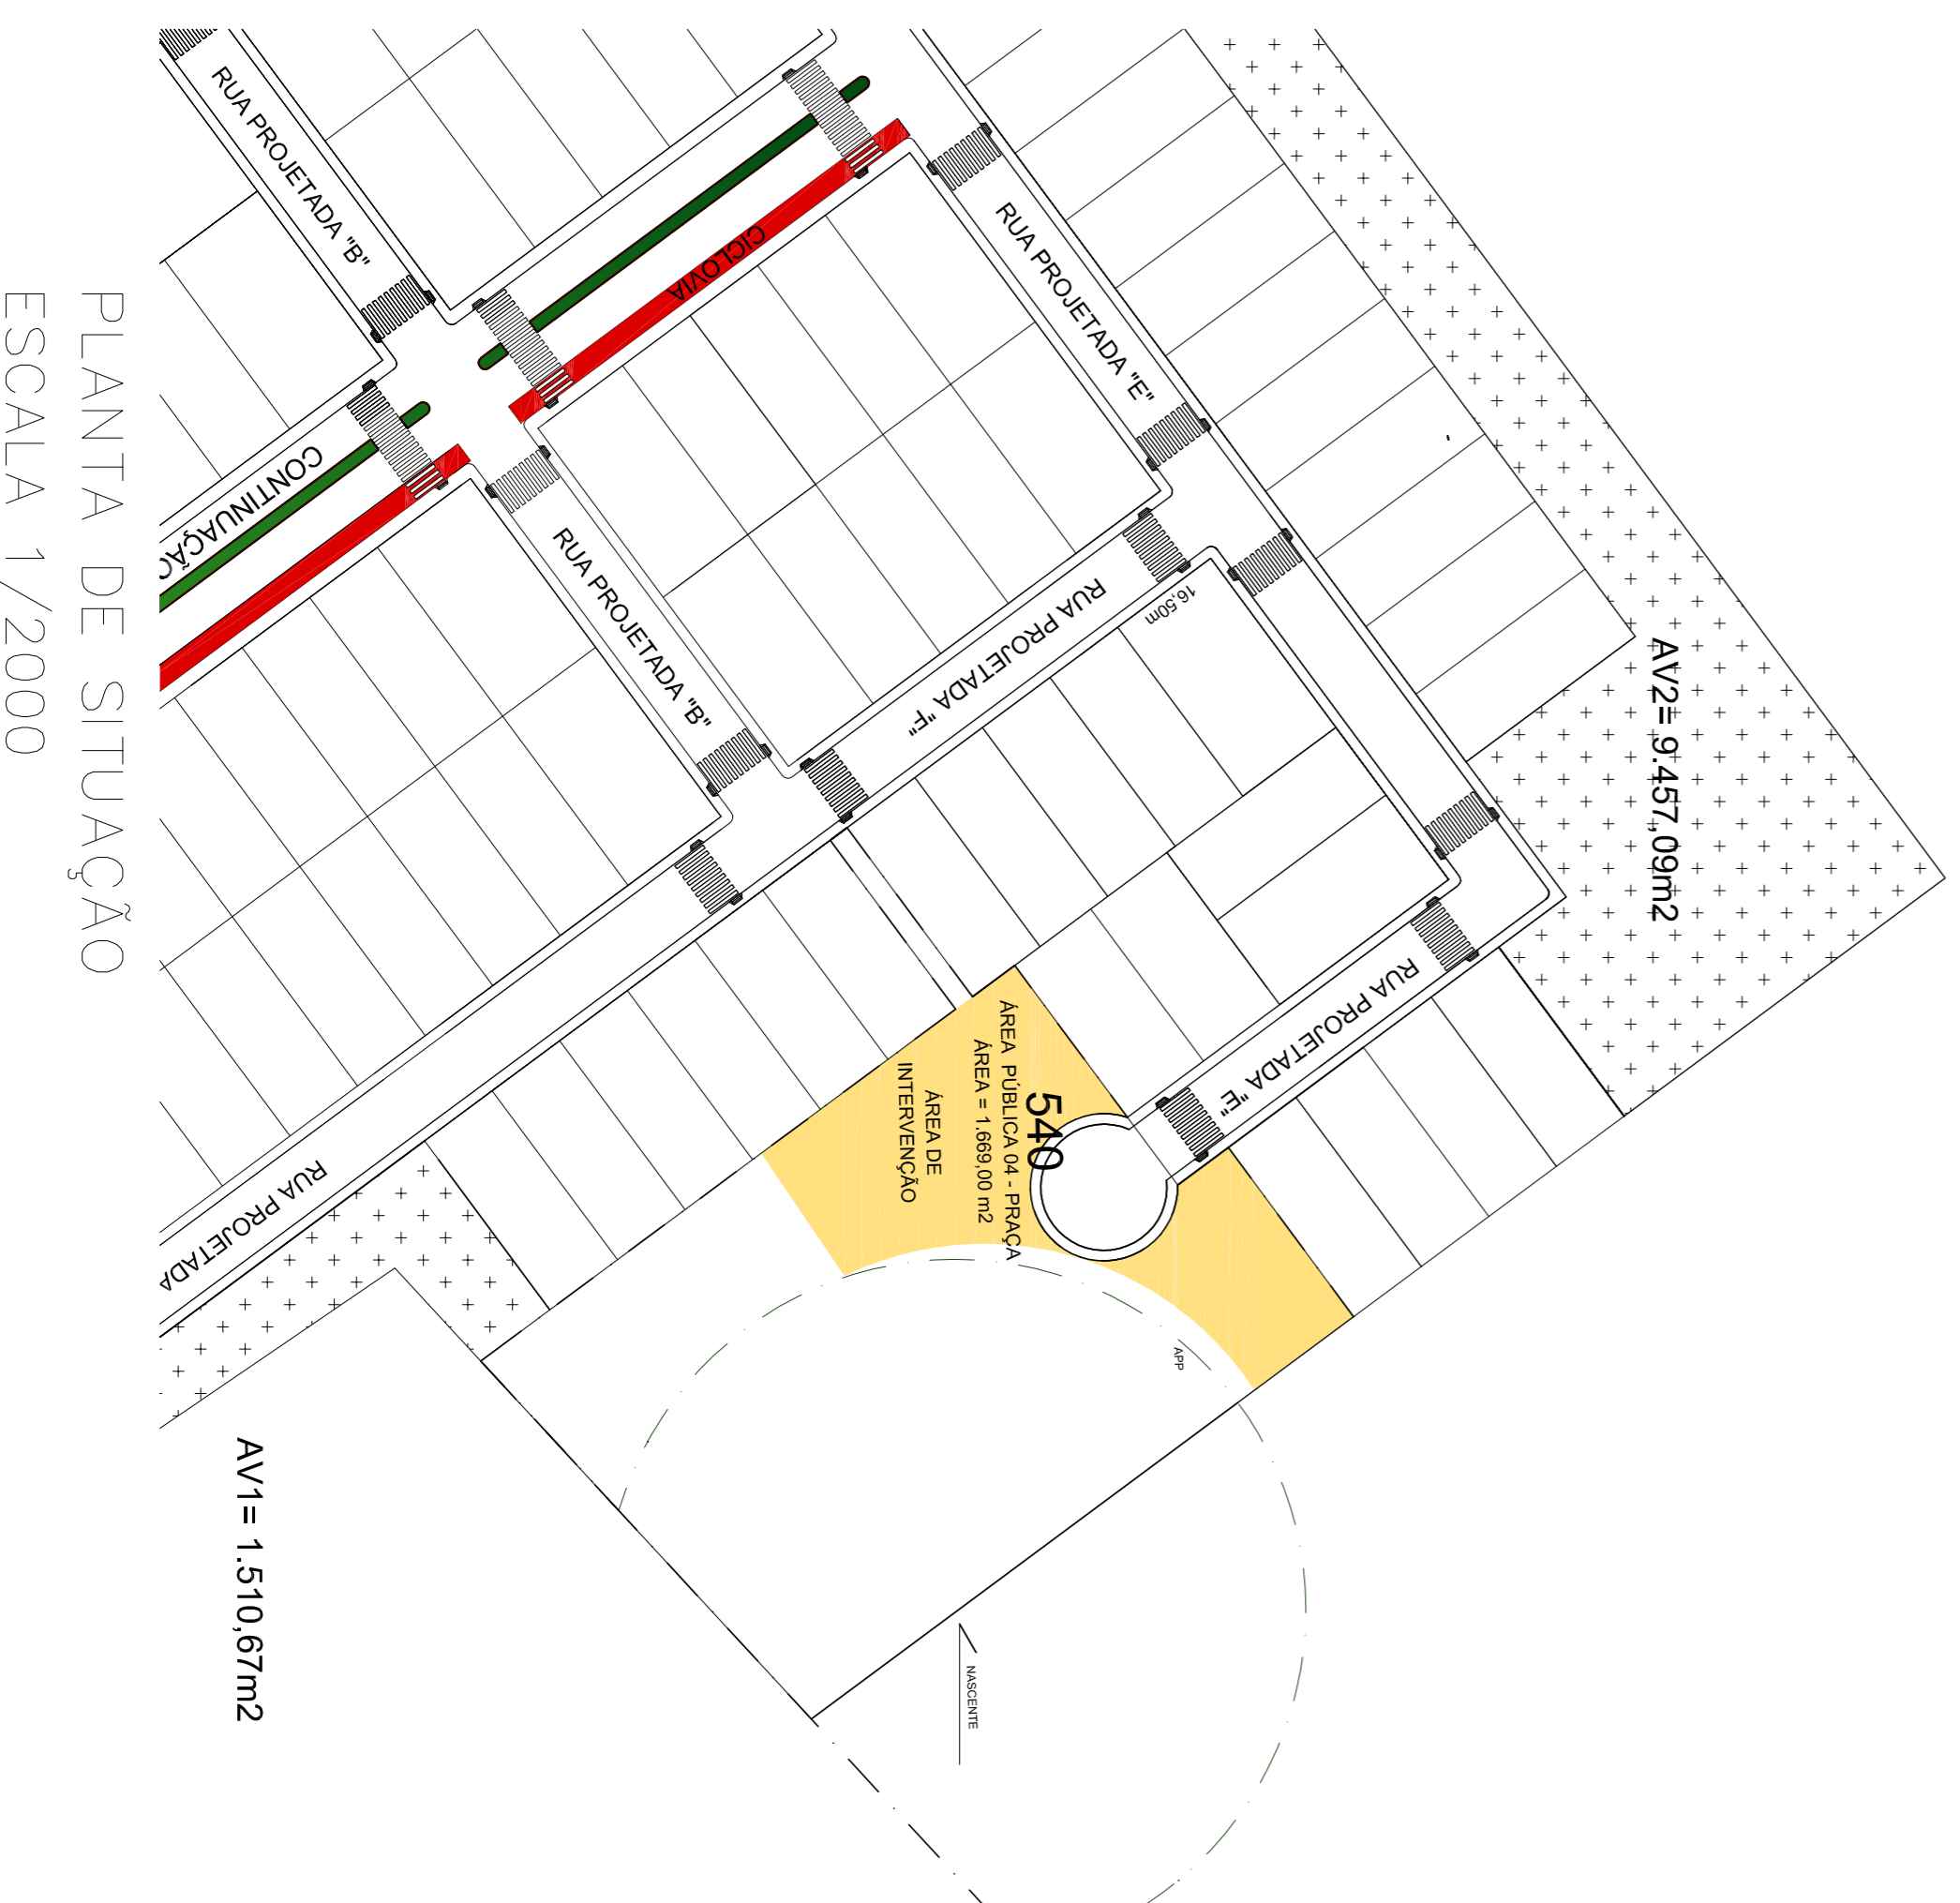 RUA PROJETADA "B"
CICLOVIA
RUA PROJETADA "E"
CONTINUAÇÃO
RUA PROJETADA "B"
RUA PROJETADA "F"
16,50m
AV2= 9.457,09m2
RUA PROJETADA "E"
540
ÁREA PÚBLICA 04 - PRAÇA
ÁREA = 1.669,00 m2
ÁREA DE
INTERVENÇÃO
RUA PROJETADA
APP
NASCENTE
AV1= 1.510,67m2
PLANTA DE SITUAÇÃO
ESCALA 1/2000